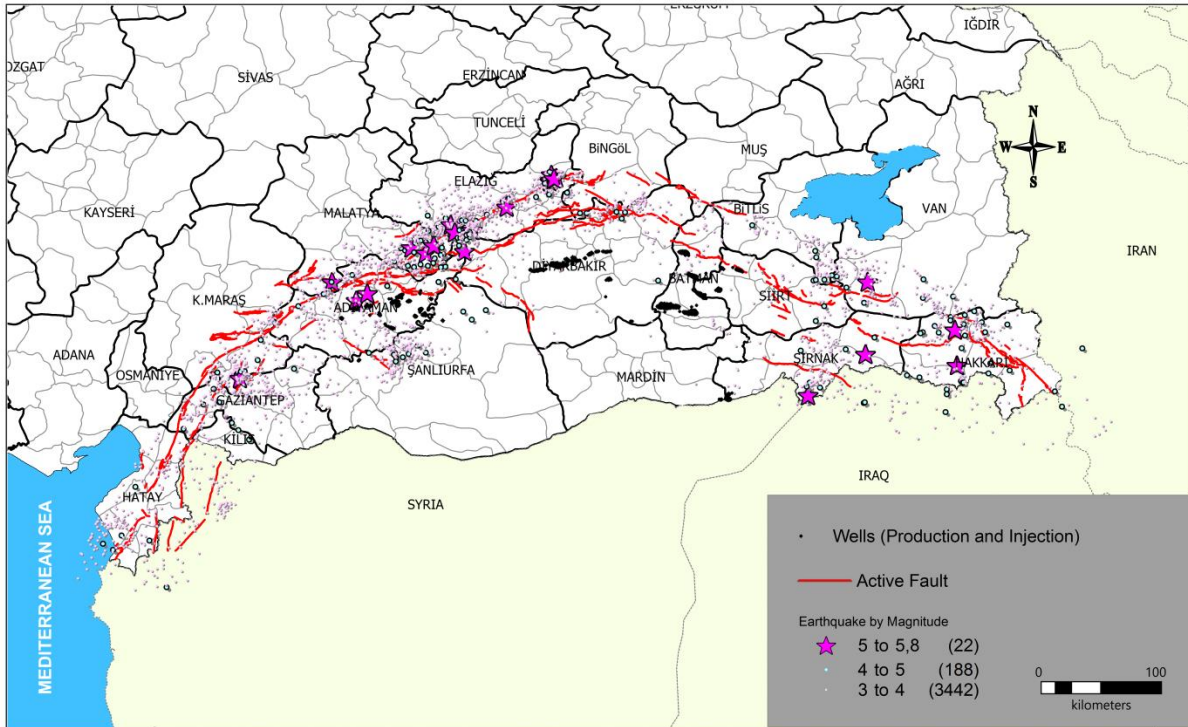 ERZURUM
IĞDIR
OZGAT
SİVAS
ERZİNCAN
AĞRI
TUNCELİ
BİNGÖL
MUŞ
N
W E
S
ELAZIĞ
KAYSERİ
MALATYA
BİTLİS
VAN
IRAN
DİYARBAKIR
BATMAN
SİİRT
K.MARAŞ
ADIYAMAN
ADANA
OSMANİYE
ŞANLIURFA
MARDİN
ŞIRNAK
HAKKARİ
GAZİANTEP
KİLİS
HATAY
SYRIA
IRAQ
MEDITERRANEAN SEA
Wells (Production and Injection)
Active Fault
Earthquake by Magnitude
5 to 5,8 (22)
4 to 5 (188)
3 to 4 (3442)
0 100
kilometers